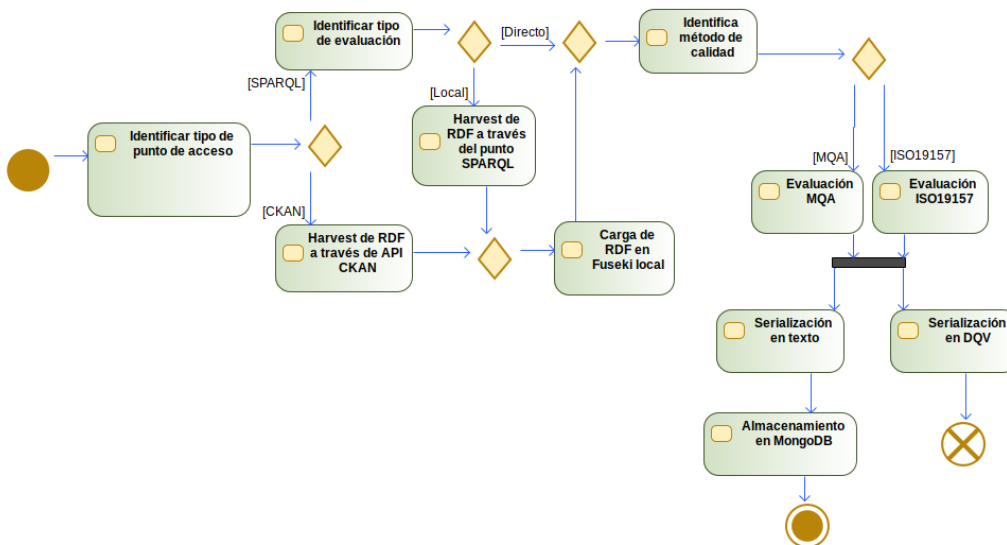 Identificar tipo
de evaluación
[Directo]
Identifica
método de
calidad
[SPARQL]
[Local]
Identificar tipo de
punto de acceso
Harvest de
RDF a través
del punto
SPARQL
[MQA]
[ISO19157]
Evaluación
MQA
Evaluación
ISO19157
[CKAN]
Harvest de RDF
a través de API
CKAN
Carga de
RDF en
Fuseki local
Serialización
en texto
Serialización
en DQV
Almacenamiento
en MongoDB